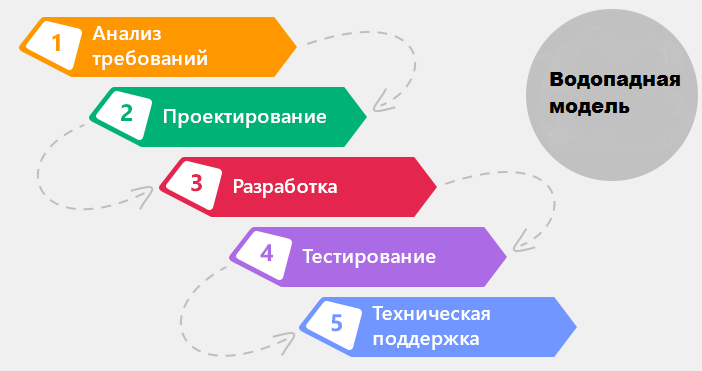 1
Анализ
требований
2
Проектирование
3
Разработка
4
Тестирование
5
Техническая
поддержка
Водопадная
модель